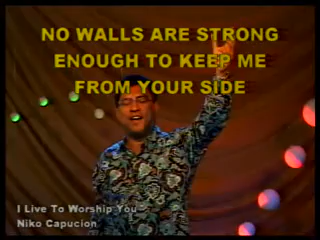 NO WALLS ARE STRONG
ENOUGH TO KEEP ME
FROM YOUR SIDE
I Live To Worship You
Niko Capucion